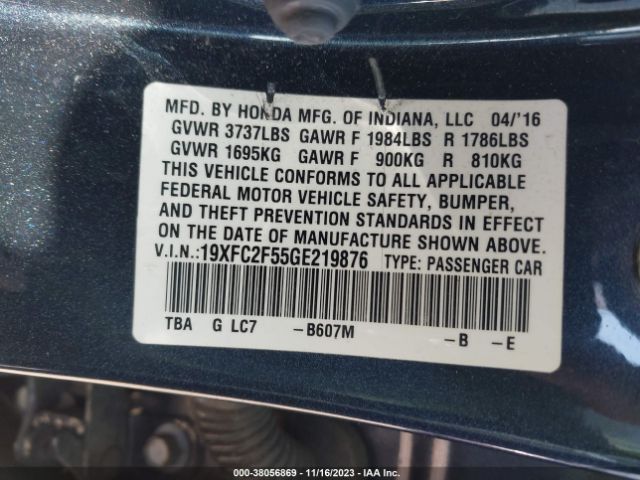 MFD. BY HONDA MFG. OF INDIANA, LLC 04/'16
GVWR 3737LBS GAWR F 1984LBS R 1786LBS
GVWR 1695KG GAWR F 900KG R 810KG
THIS VEHICLE CONFORMS TO ALL APPLICABLE
FEDERAL MOTOR VEHICLE SAFETY, BUMPER,
AND THEFT PREVENTION STANDARDS IN EFFECT
ON THE DATE OF MANUFACTURE SHOWN ABOVE.
V.I.N.:19XFC2F55GE219876 TYPE: PASSENGER CAR
TBA G LC7 -B607M -B -E
000-38056869 - 11/16/2023 - IAA Inc.